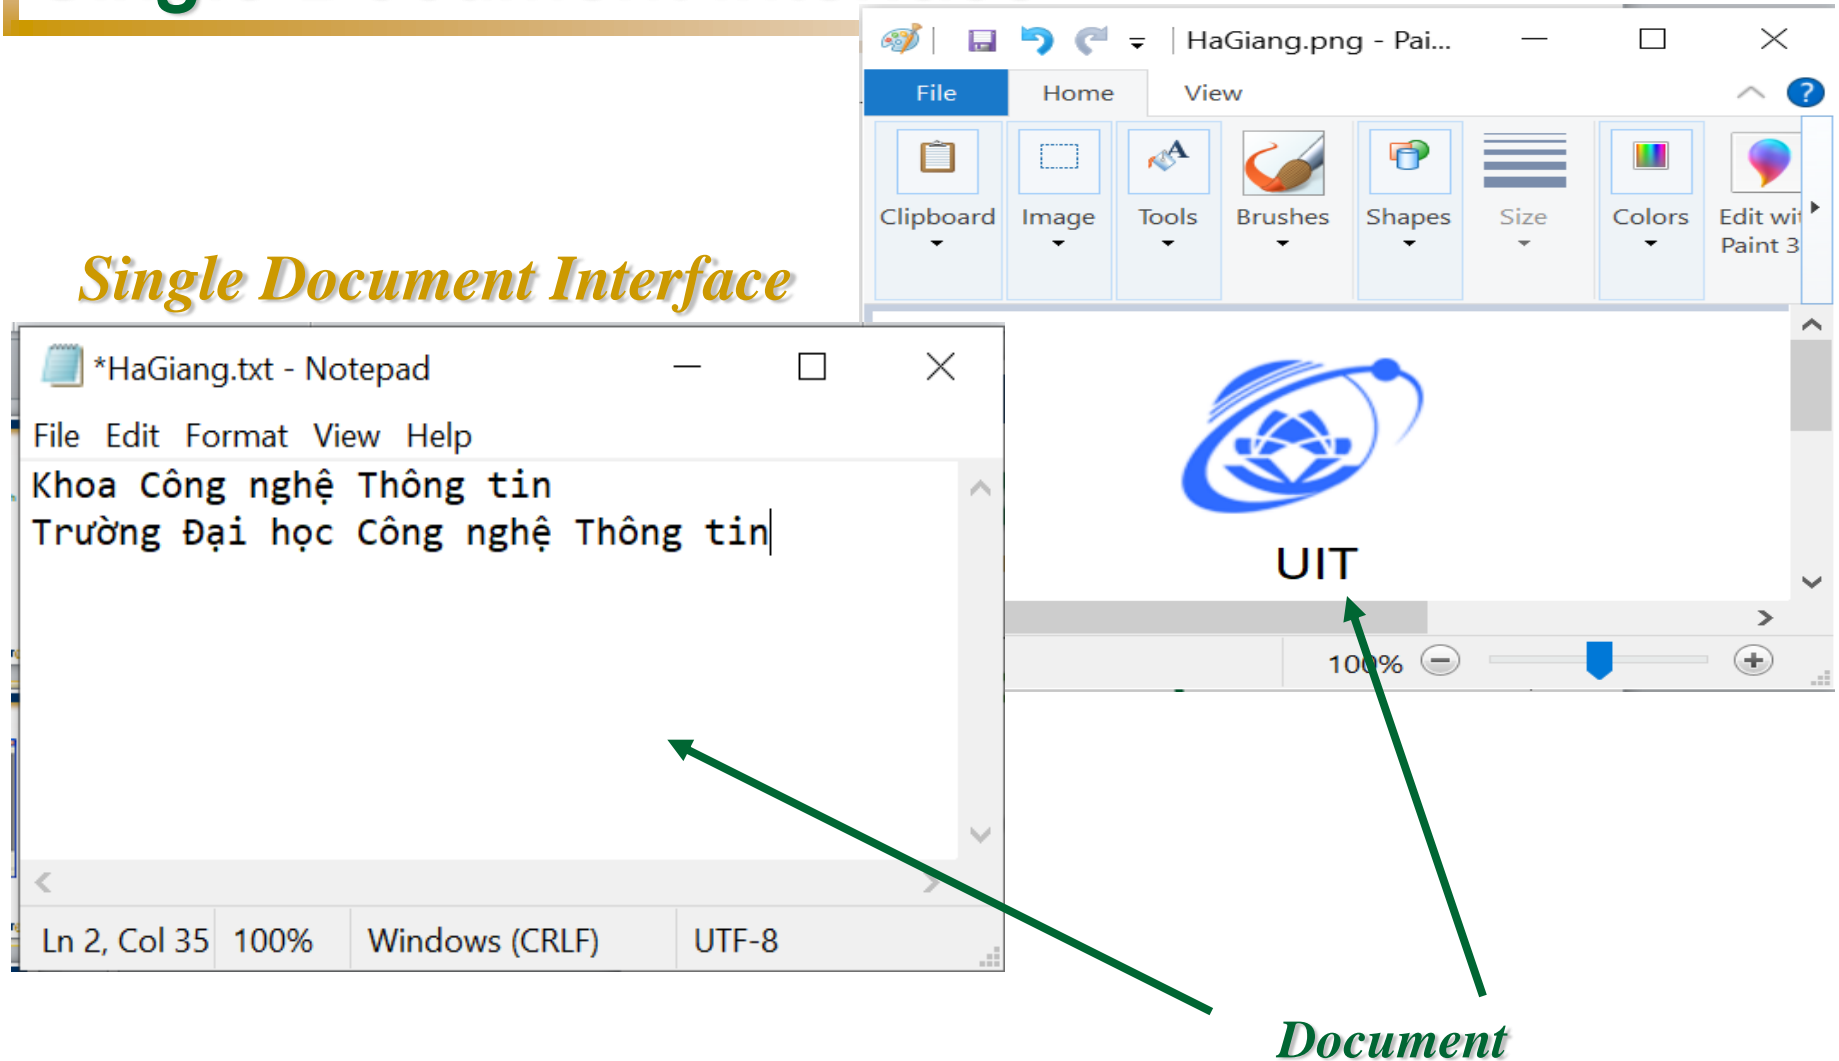 HaGiang.png - Pai...
File Home View
Clipboard Image Tools Brushes Shapes Size Colors Edit wi
Paint 3
Single Document Interface
*HaGiang.txt - Notepad
File Edit Format View Help
Khoa Công nghệ Thông tin
Trường Đại học Công nghệ Thông tin
UIT
100%
Ln 2, Col 35 100% Windows (CRLF) UTF-8
Document